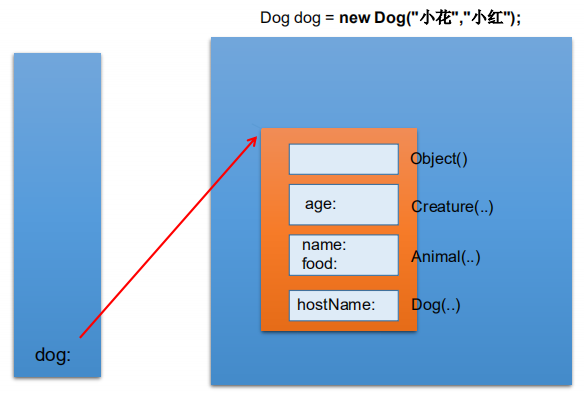 Dog dog = new Dog("小花","小红");
Object()
age:
Creature(..)
name:
food:
Animal(..)
hostName:
Dog(..)
dog: